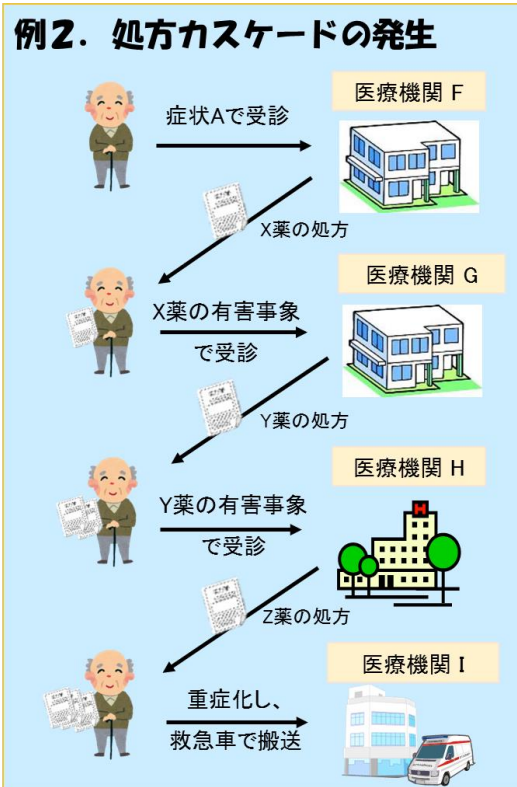 例2．処方カスケードの発生
医療機関 F
症状Aで受診
X薬の処方
医療機関 G
X薬の有害事象
で受診
Y薬の処方
医療機関 H
Y薬の有害事象
で受診
H
Z薬の処方
医療機関 I
重症化し、
救急車で搬送